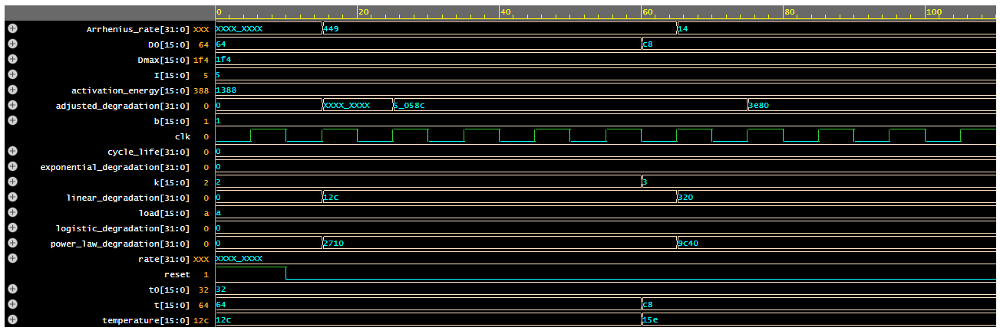 0 20 40 60 80 100
Arrhenius_rate[31:0] XXX XXXX_XXXX 449 14
D0[15:0] 64 64 c8
Dmax[15:0] 1f4 1f4
I[15:0] 5 5
activation_energy[15:0] 388 1388
adjusted_degradation[31:0] 0 0 XXXX_XXXX 5_058c 3e80
b[15:0] 1 1
clk 0
cycle_life[31:0] 0 0
exponential_degradation[31:0] 0 0
k[15:0] 2 2 3
linear_degradation[31:0] 0 0 12c 320
load[15:0] a a
logistic_degradation[31:0] 0 0
power_law_degradation[31:0] 0 0 2710 9c40
rate[31:0] XXX XXXX_XXXX
reset 1
t0[15:0] 32 32
t[15:0] 64 64 c8
temperature[15:0] 12c 12c 15e